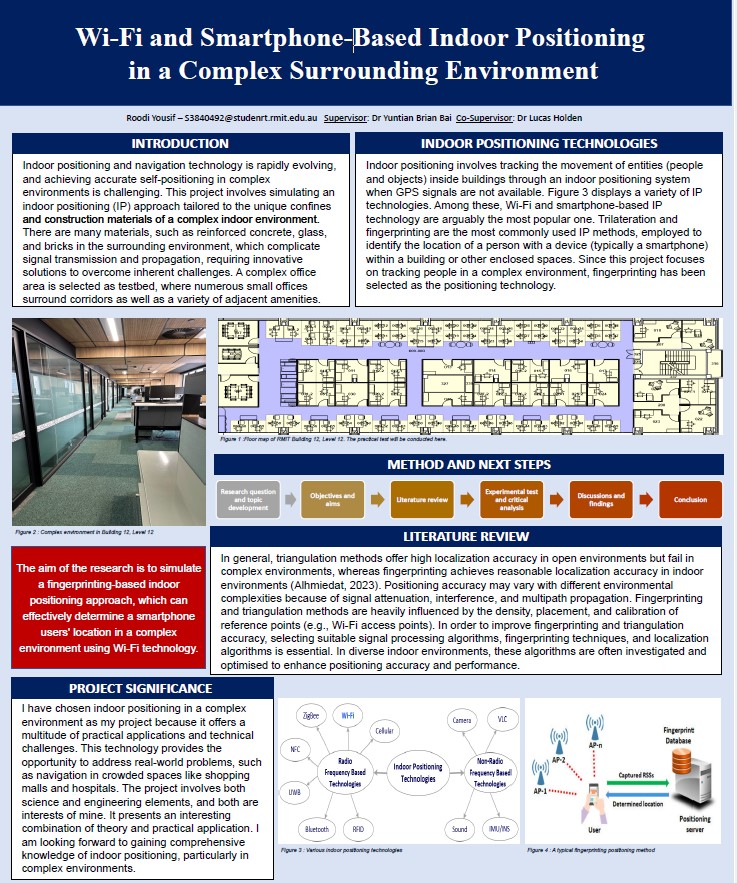 Wi-Fi and Smartphone-Based Indoor Positioning
in a Complex Surrounding Environment
Roodi Yousif – S3840492@studenrt.rmit.edu.au Supervisor: Dr Yuntian Brian Bai Co-Supervisor: Dr Lucas Holden
INTRODUCTION
Indoor positioning and navigation technology is rapidly evolving,
and achieving accurate self-positioning in complex
environments is challenging. This project involves simulating an
indoor positioning (IP) approach tailored to the unique confines
and construction materials of a complex indoor environment.
There are many materials, such as reinforced concrete, glass,
and bricks in the surrounding environment, which complicate
signal transmission and propagation, requiring innovative
solutions to overcome inherent challenges. A complex office
area is selected as testbed, where numerous small offices
surround corridors as well as a variety of adjacent amenities.
INDOOR POSITIONING TECHNOLOGIES
Indoor positioning involves tracking the movement of entities (people
and objects) inside buildings through an indoor positioning system
when GPS signals are not available. Figure 3 displays a variety of IP
technologies. Among these, Wi-Fi and smartphone-based IP
technology are arguably the most popular one. Trilateration and
fingerprinting are the most commonly used IP methods, employed to
identify the location of a person with a device (typically a smartphone)
within a building or other enclosed spaces. Since this project focuses
on tracking people in a complex environment, fingerprinting has been
selected as the positioning technology.
Figure 1 :Floor map of RMIT Building 12, Level 12. The practical test will be conducted here.
Figure 2 : Complex environment in Building 12, Level 12
METHOD AND NEXT STEPS
Research question
and topic
development
Objectives and
aims
Literature review
Experimental test
and critical
analysis
Discussions and
findings
Conclusion
LITERATURE REVIEW
In general, triangulation methods offer high localization accuracy in open environments but fail in
complex environments, whereas fingerprinting achieves reasonable localization accuracy in indoor
environments (Alhmiedat, 2023). Positioning accuracy may vary with different environmental
complexities because of signal attenuation, interference, and multipath propagation. Fingerprinting
and triangulation methods are heavily influenced by the density, placement, and calibration of
reference points (e.g., Wi-Fi access points). In order to improve fingerprinting and triangulation
accuracy, selecting suitable signal processing algorithms, fingerprinting techniques, and localization
algorithms is essential. In diverse indoor environments, these algorithms are often investigated and
optimised to enhance positioning accuracy and performance.
The aim of the research is to simulate
a fingerprinting-based indoor
positioning approach, which can
effectively determine a smartphone
users' location in a complex
environment using Wi-Fi technology.
PROJECT SIGNIFICANCE
I have chosen indoor positioning in a complex
environment as my project because it offers a
multitude of practical applications and technical
challenges. This technology provides the
opportunity to address real-world problems, such
as navigation in crowded spaces like shopping
malls and hospitals. The project involves both
science and engineering elements, and both are
interests of mine. It presents an interesting
combination of theory and practical application. I
am looking forward to gaining comprehensive
knowledge of indoor positioning, particularly in
complex environments.
ZigBee
Wi-Fi
Cellular
NFC
Radio
Frequency Based
Technologies
UWB
Bluetooth
RFID
Indoor Positioning
Technologies
Camera
VLC
Non-Radio
Frequency Based
Technologies
Sound
IMU/INS
Figure 3 : Various indoor positioning technologies
AP-1
AP-2
AP-n
User
Captured RSSs
Determined location
Fingerprint
Database
Positioning
server
Figure 4 : A typical fingerprinting positioning method